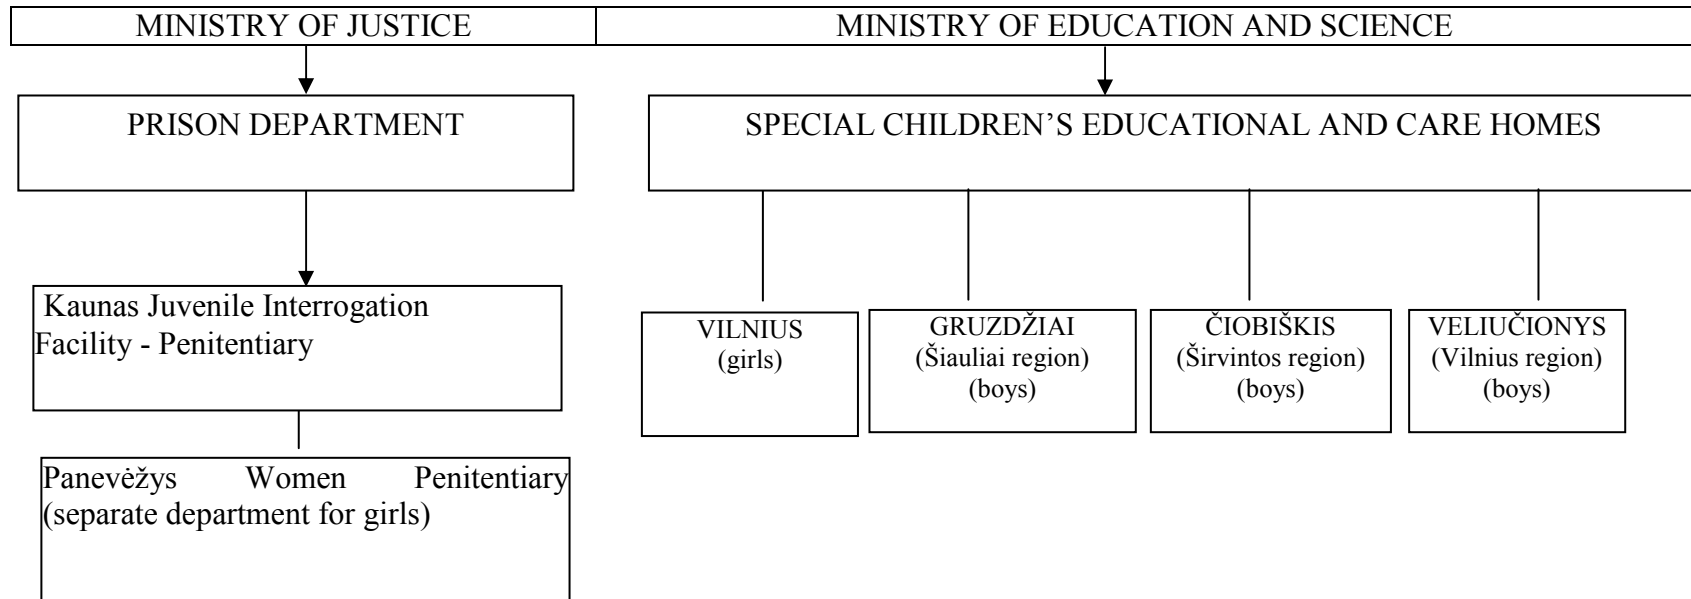 MINISTRY OF JUSTICE
MINISTRY OF EDUCATION AND SCIENCE
PRISON DEPARTMENT
SPECIAL CHILDREN’S EDUCATIONAL AND CARE HOMES
Kaunas Juvenile Interrogation
Facility - Penitentiary
Panevėžys Women Penitentiary
(separate department for girls)
VILNIUS
(girls)
GRUZDŽIAI
(Šiauliai region)
(boys)
ČIOBIŠKIS
(Širvintos region)
(boys)
VELIUČIONYS
(Vilnius region)
(boys)